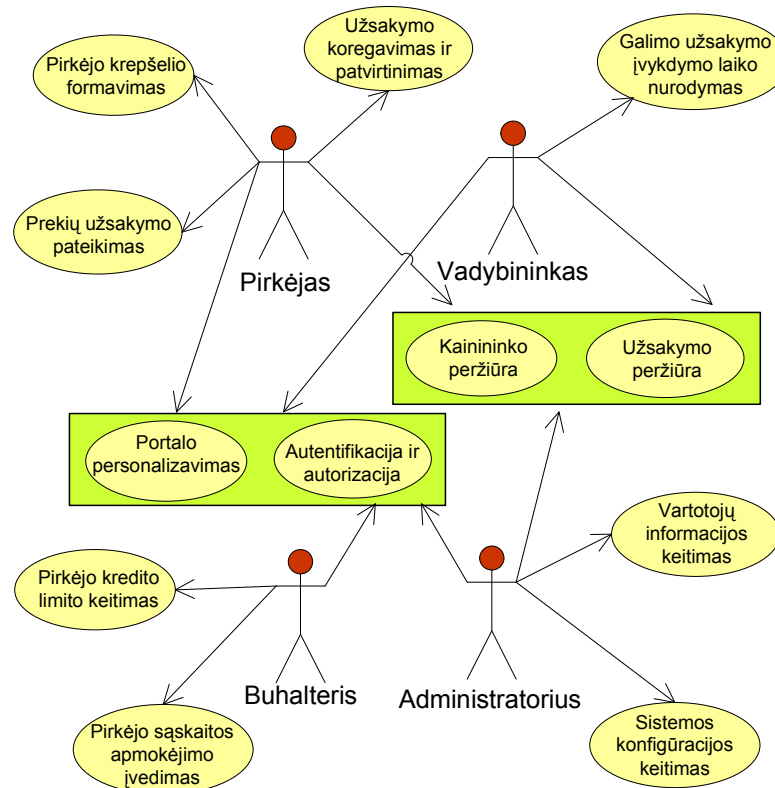 Užsakymo
koregavimas ir
patvirtinimas
Galimo užsakymo
įvykdymo laiko
nurodymas
Pirkėjo krepšelio
formavimas
Prekių užsakymo
pateikimas
Pirkėjas
Vadybininkas
Kainininko
peržiūra
Užsakymo
peržiūra
Portalo
personalizavimas
Autentifikacija ir
autorizacija
Vartotojų
informacijos
keitimas
Pirkėjo kredito
limito keitimas
Buhalteris
Administratorius
Pirkėjo sąskaitos
apmokėjimo
įvedimas
Sistemos
konfigūracijos
keitimas